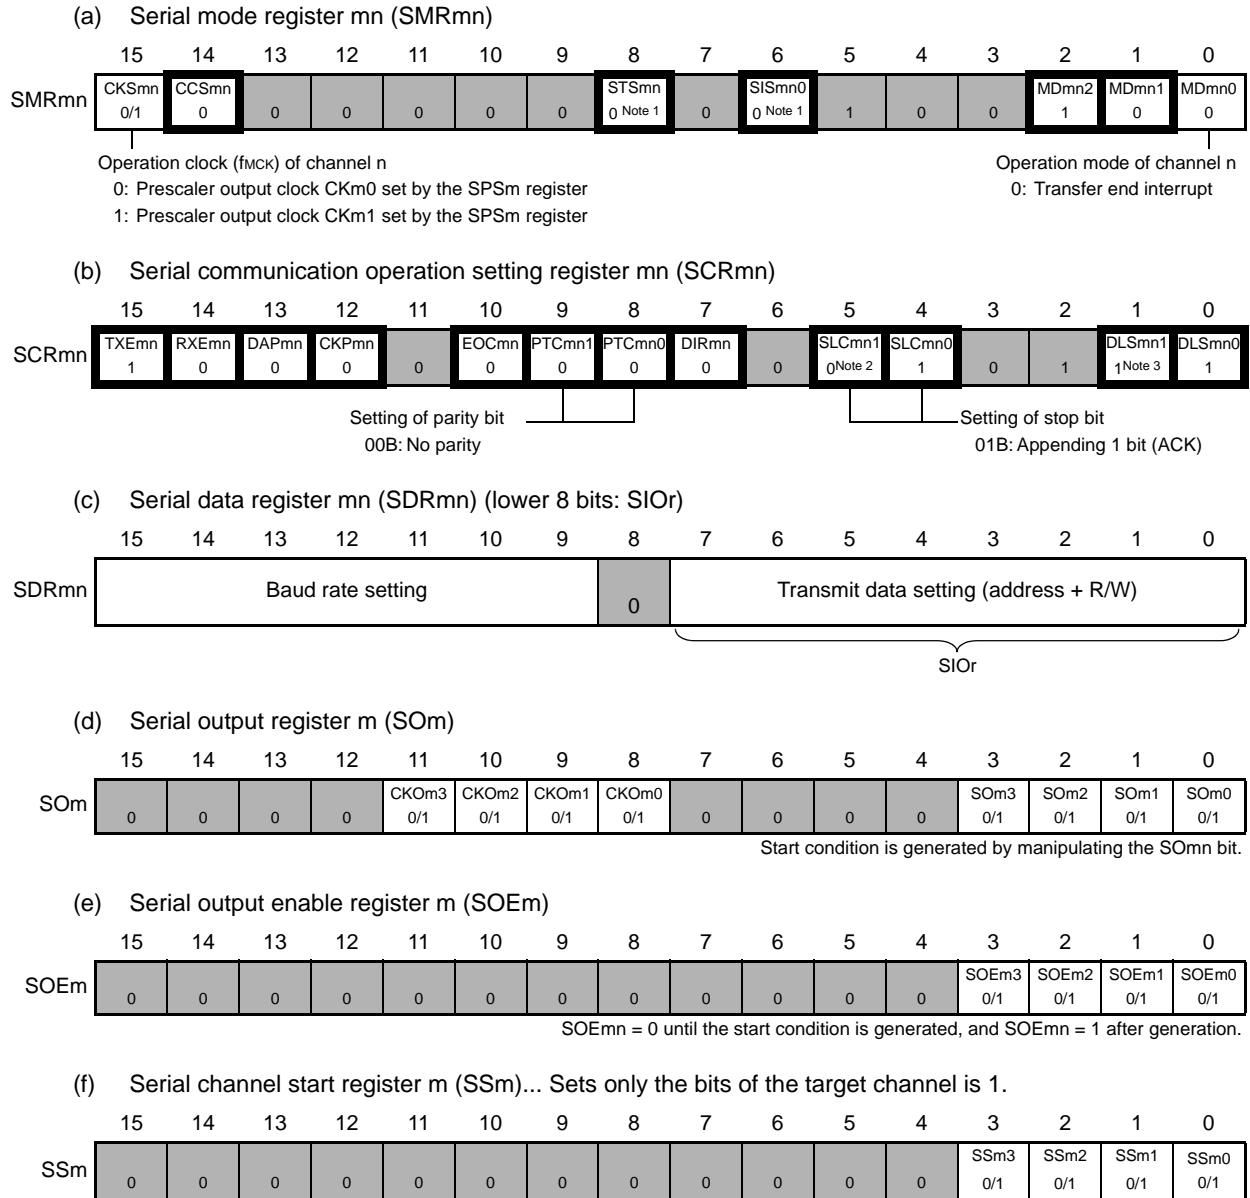 (a) Serial mode register mn (SMRmn)
15 14 13 12 11 10 9 8 7 6 5 4 3 2 1 0
SMRmn CKSmn CCSmn STSmn SISmn0 MDmn2 MDmn1 MDmn0
0/1 0 0 0 0 0 0 0 Note 1 0 0 Note 1 1 0 0 1 0 0
Operation clock (fMCK) of channel n Operation mode of channel n
0: Prescaler output clock CKm0 set by the SPSm register 0: Transfer end interrupt
1: Prescaler output clock CKm1 set by the SPSm register
(b) Serial communication operation setting register mn (SCRmn)
15 14 13 12 11 10 9 8 7 6 5 4 3 2 1 0
SCRmn TXEmn RXEmn DAPmn CKPmn EOCmn PTCmn1 PTCmn0 DIRmn SLCmn1 SLCmn0 DLSmn1 DLSmn0
1 0 0 0 0 0 0 0 0 0 0Note 2 1 0 1 1Note 3 1
Setting of parity bit Setting of stop bit
00B: No parity 01B: Appending 1 bit (ACK)
(c) Serial data register mn (SDRmn) (lower 8 bits: SIOr)
15 14 13 12 11 10 9 8 7 6 5 4 3 2 1 0
SDRmn Baud rate setting 0 Transmit data setting (address + R/W)
SIOr
(d) Serial output register m (SOm)
15 14 13 12 11 10 9 8 7 6 5 4 3 2 1 0
SOm CKOm3 CKOm2 CKOm1 CKOm0 SOm3 SOm2 SOm1 SOm0
0 0 0 0 0/1 0/1 0/1 0/1 0 0 0 0 0/1 0/1 0/1 0/1
Start condition is generated by manipulating the SOmn bit.
(e) Serial output enable register m (SOEm)
15 14 13 12 11 10 9 8 7 6 5 4 3 2 1 0
SOEm SOEm3 SOEm2 SOEm1 SOEm0
0 0 0 0 0 0 0 0 0 0 0 0 0/1 0/1 0/1 0/1
SOEmn = 0 until the start condition is generated, and SOEmn = 1 after generation.
(f) Serial channel start register m (SSm)... Sets only the bits of the target channel is 1.
15 14 13 12 11 10 9 8 7 6 5 4 3 2 1 0
SSm SSm3 SSm2 SSm1 SSm0
0 0 0 0 0 0 0 0 0 0 0 0 0/1 0/1 0/1 0/1